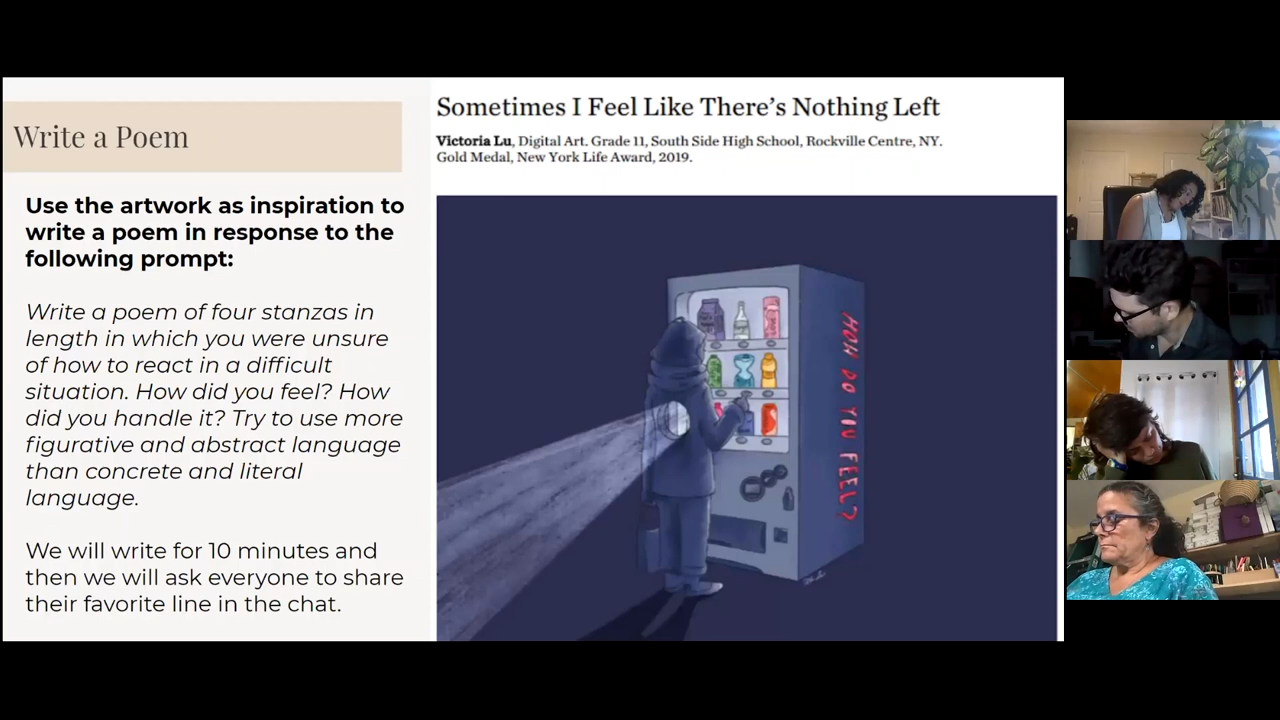 Write a Poem
Use the artwork as inspiration to
write a poem in response to the
following prompt:
Write a poem of four stanzas in
length in which you were unsure
of how to react in a difficult
situation. How did you feel? How
did you handle it? Try to use more
figurative and abstract language
than concrete and literal
language.
We will write for 10 minutes and
then we will ask everyone to share
their favorite line in the chat.
Sometimes I Feel Like There’s Nothing Left
Victoria Lu, Digital Art. Grade 11, South Side High School, Rockville Centre, NY.
Gold Medal, New York Life Award, 2019.
HOW DO YOU FEEL?